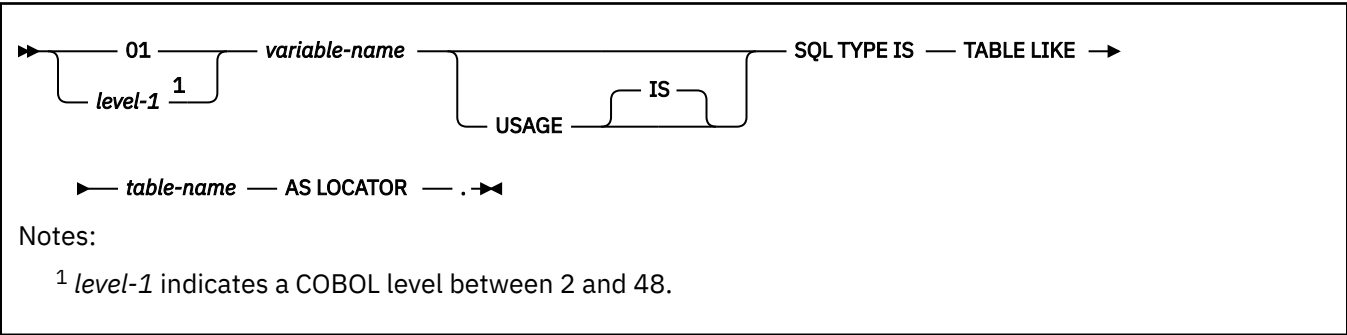 01 variable-name SQL TYPE IS TABLE LIKE
level-1 1
USAGE IS
table-name AS LOCATOR .
Notes:
1 level-1 indicates a COBOL level between 2 and 48.